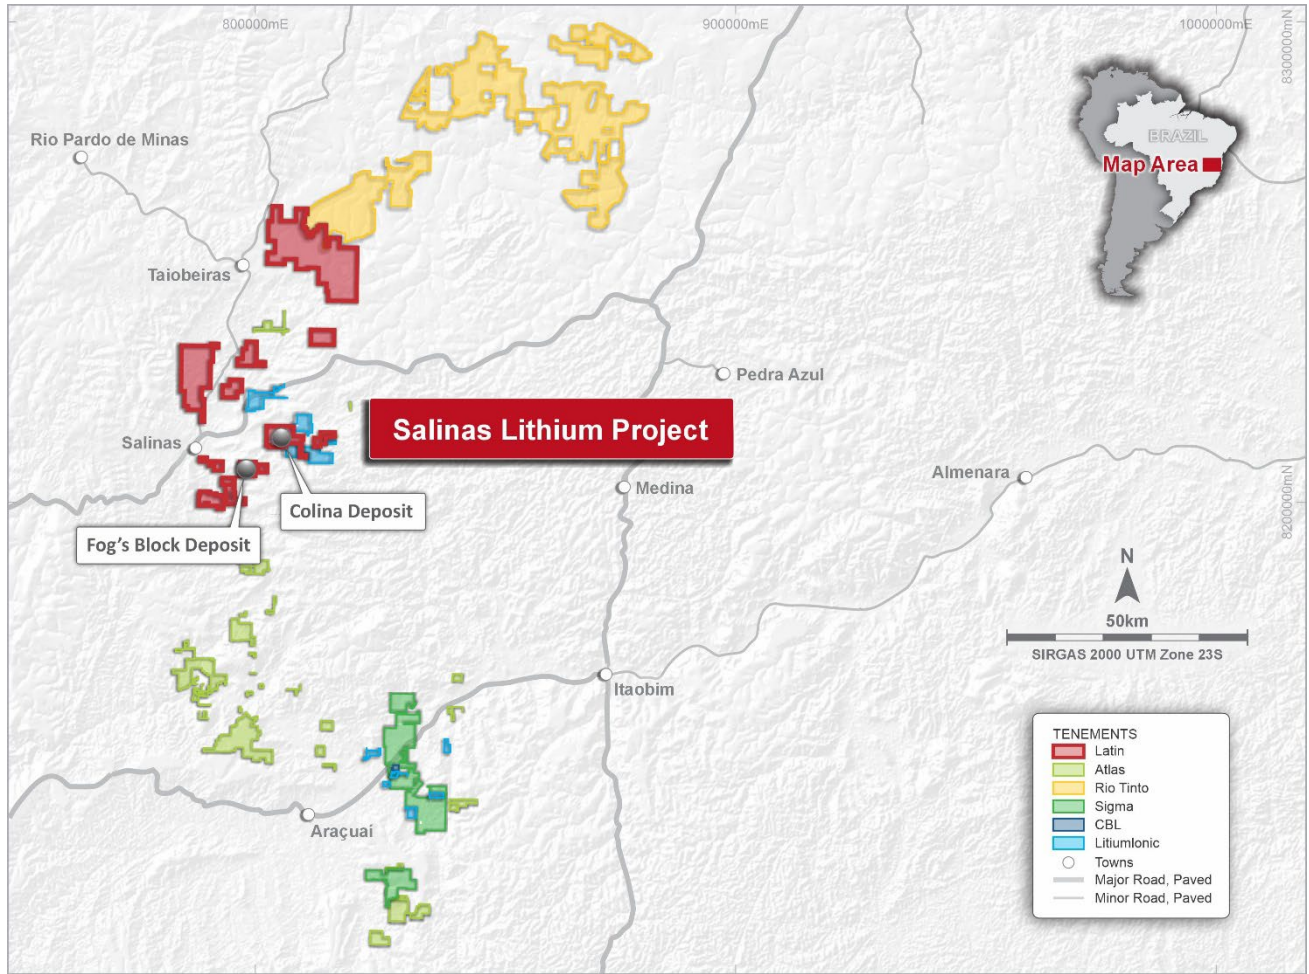 800000mE
900000mE
1000000mE
8300000mN
Rio Pardo de Minas
BRAZIL
Map Area
Taiobeiras
Pedra Azul
Salinas Lithium Project
Salinas
Almenara
Medina
Colina Deposit
8200000mN
Fog's Block Deposit
N
50km
SIRGAS 2000 UTM Zone 23S
Itaobim
TENEMENTS
Latin
Atlas
Rio Tinto
Sigma
CBL
LitiumIonic
Towns
Major Road, Paved
Minor Road, Paved
Araçuai